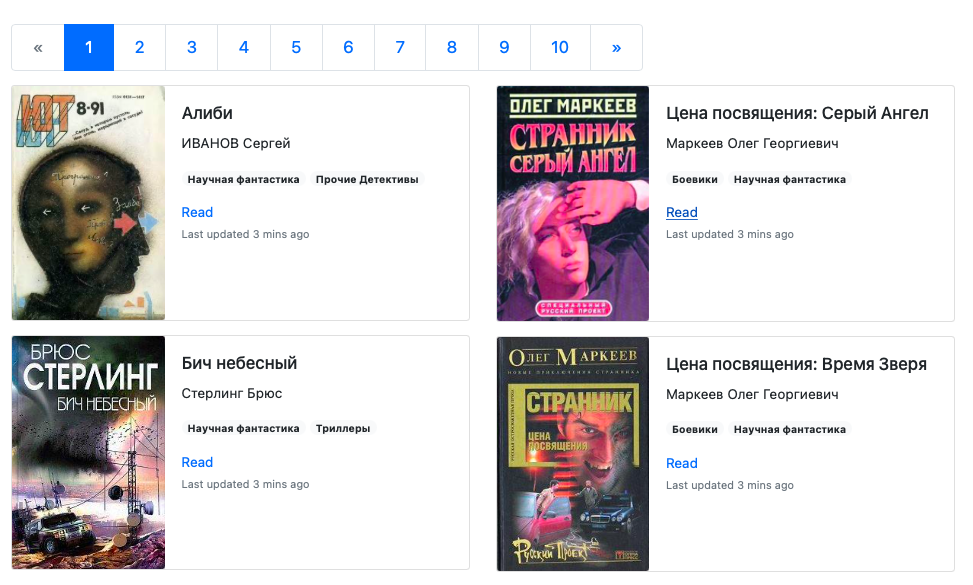 « 1 2 3 4 5 6 7 8 9 10 »
ЮТ 8·91
Алиби
ИВАНОВ Сергей
Научная фантастика Прочие Детективы
Read
Last updated 3 mins ago
ОЛЕГ МАРКЕЕВ
СТРАННИК
СЕРЫЙ АНГЕЛ
СПЕЦИАЛЬНЫЙ
РУССКИЙ ПРОЕКТ
Цена посвящения: Серый Ангел
Маркеев Олег Георгиевич
Боевики Научная фантастика
Read
Last updated 3 mins ago
БРЮС
СТЕРЛИНГ
БИЧ НЕБЕСНЫЙ
Бич небесный
Стерлинг Брюс
Научная фантастика Триллеры
Read
Last updated 3 mins ago
ОЛЕГ МАРКЕЕВ
НОВЫЕ ПРИКЛЮЧЕНИЯ СТРАННИКА
СТРАННИК
ЦЕНА
ПОСВЯЩЕНИЯ
Русский Проект
Цена посвящения: Время Зверя
Маркеев Олег Георгиевич
Боевики Научная фантастика
Read
Last updated 3 mins ago